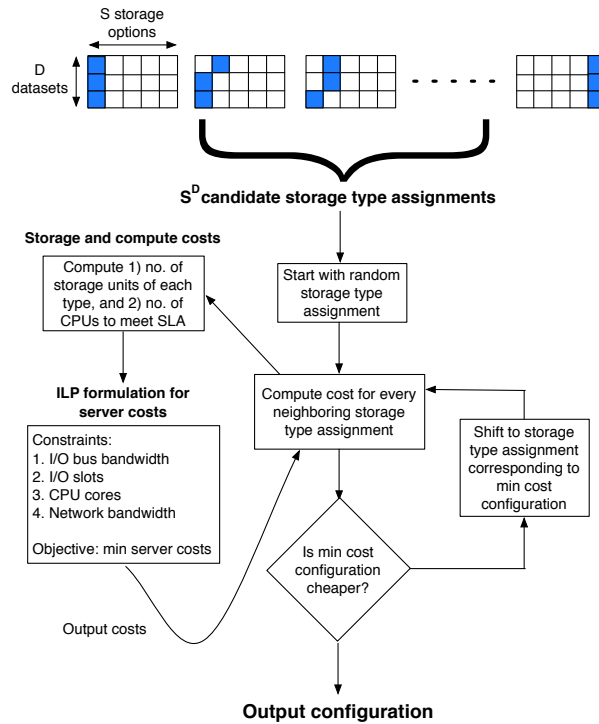 S storage
options
D
datasets
S^D candidate storage type assignments
Storage and compute costs
Compute 1) no. of
storage units of each
type, and 2) no. of
CPUs to meet SLA
Start with random
storage type
assignment
ILP formulation for
server costs
Constraints:
1. I/O bus bandwidth
2. I/O slots
3. CPU cores
4. Network bandwidth
Objective: min server costs
Compute cost for every
neighboring storage
type assignment
Shift to storage
type assignment
corresponding to
min cost
configuration
Is min cost
configuration
cheaper?
Output costs
Output configuration